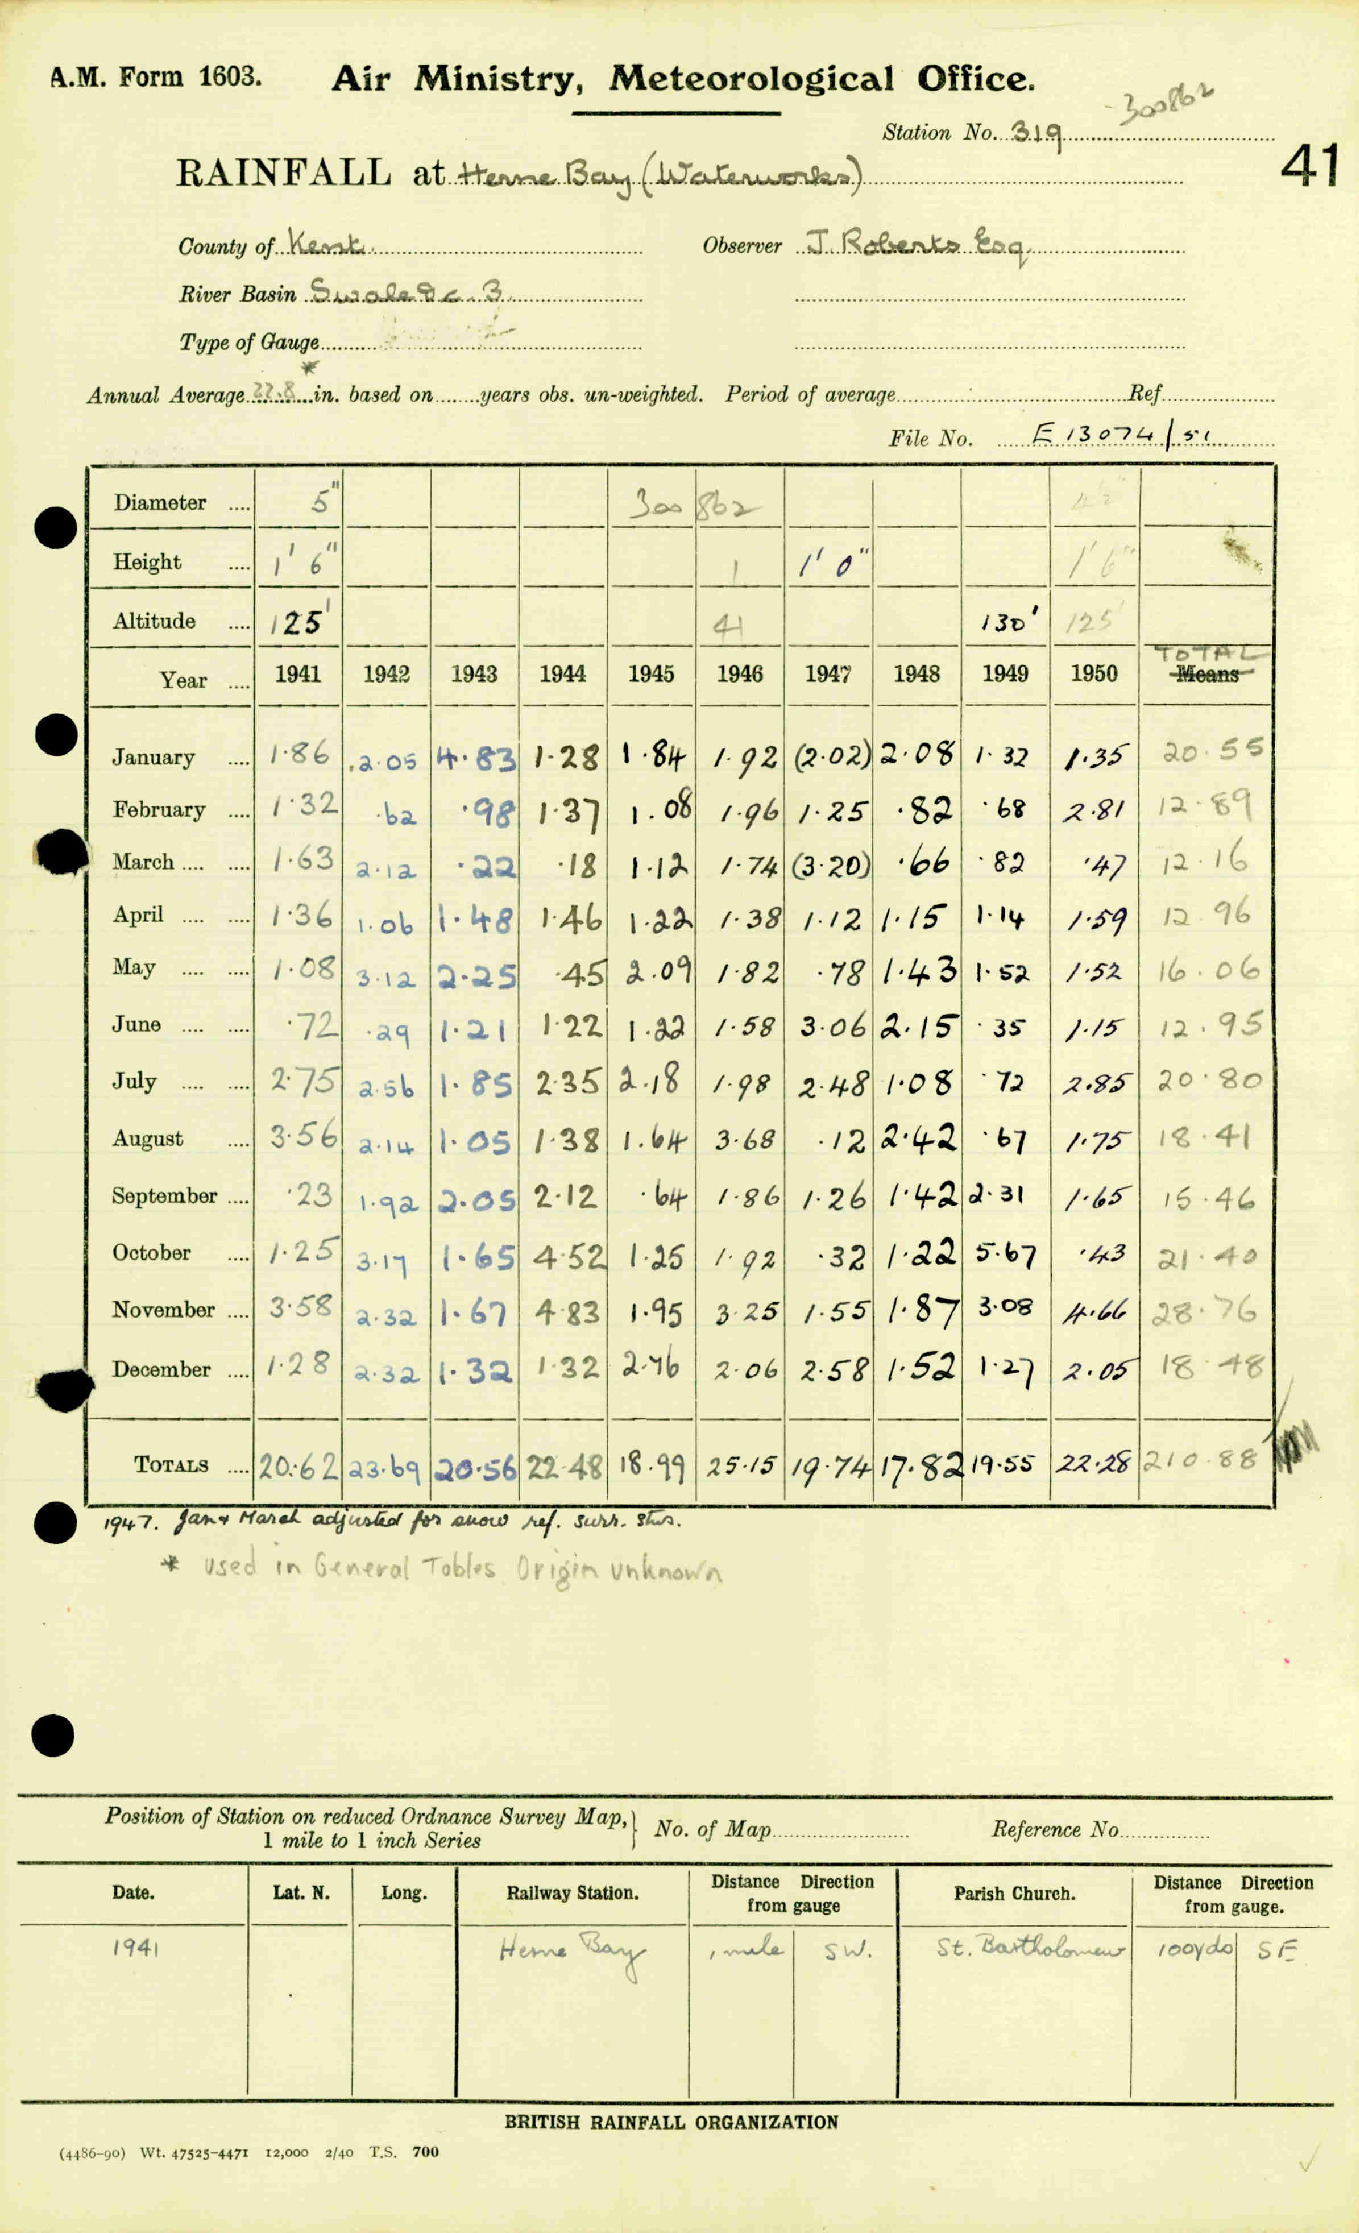 A.M. Form 1603. Air Ministry, Meteorological Office.
300862
Station No. 319
41
RAINFALL at Herne Bay (Waterworks)
County of Kent. Observer J. Roberts Esq.
River Basin Swale &c. 3.
Type of Gauge
*
Annual Average 22.8 in. based on years obs. un-weighted. Period of average Ref.
File No. E 13074/51
Diameter .... 5" 300862 4½"
Height .... 1' 6" 1 1' 0" 1' 6"
Altitude .... 125' 41 130' 125'
TOTAL
Year .... 1941 1942 1943 1944 1945 1946 1947 1948 1949 1950 Means
January .... 1.86 2.05 4.83 1.28 1.84 1.92 (2.02) 2.08 1.32 1.35 20.55
February .... 1.32 .62 .98 1.37 1.08 1.96 1.25 .82 .68 2.81 12.89
March .... .... 1.63 2.12 .22 .18 1.12 1.74 (3.20) .66 .82 .47 12.16
April .... .... 1.36 1.06 1.48 1.46 1.22 1.38 1.12 1.15 1.14 1.59 12.96
May .... .... 1.08 3.12 2.25 .45 2.09 1.82 .78 1.43 1.52 1.52 16.06
June .... .... .72 .29 1.21 1.22 1.22 1.58 3.06 2.15 .35 1.15 12.95
July .... .... 2.75 2.56 1.85 2.35 2.18 1.98 2.48 1.08 .72 2.85 20.80
August .... 3.56 2.14 1.05 1.38 1.64 3.68 .12 2.42 .67 1.75 18.41
September .... .23 1.92 2.05 2.12 .64 1.86 1.26 1.42 2.31 1.65 15.46
October .... 1.25 3.17 1.65 4.52 1.25 1.92 .32 1.22 5.67 .43 21.40
November .... 3.58 2.32 1.67 4.83 1.95 3.25 1.55 1.87 3.08 4.66 28.76
December .... 1.28 2.32 1.32 1.32 2.76 2.06 2.58 1.52 1.27 2.05 18.48
TOTALS .... 20.62 23.69 20.56 22.48 18.99 25.15 19.74 17.82 19.55 22.28 210.88
1947. Jan + March adjusted for snow ref. surr. stns.
* Used in General Tables Origin unknown
Position of Station on reduced Ordnance Survey Map, } No. of Map Reference No.
1 mile to 1 inch Series
Date. Lat. N. Long. Railway Station. Distance Direction from gauge Parish Church. Distance Direction from gauge.
1941 Herne Bay 1 mile SW. St. Bartholomew 100yds SE
BRITISH RAINFALL ORGANIZATION
(4486-90) Wt. 47525-4471 12,000 2/40 T.S. 700